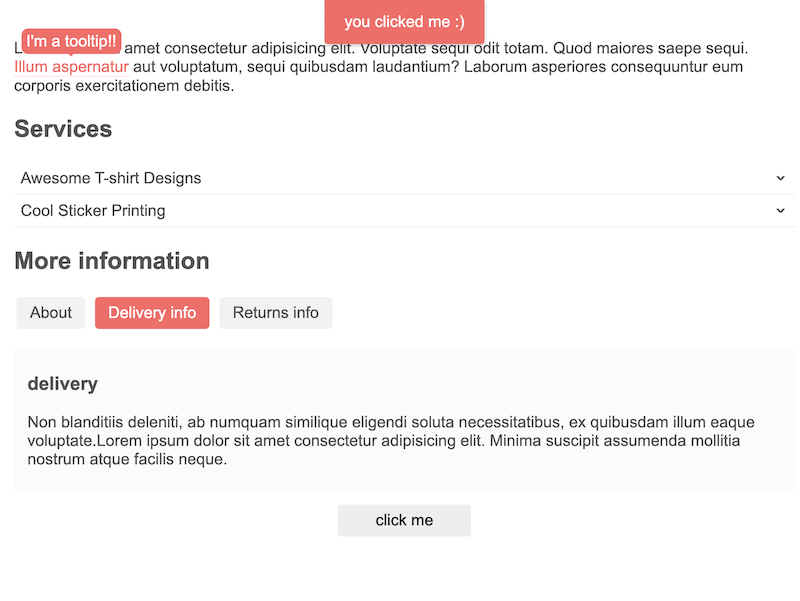 you clicked me :)
I'm a tooltip!!
amet consectetur adipisicing elit. Voluptate sequi odit totam. Quod maiores saepe sequi.
Illum aspernatur aut voluptatum, sequi quibusdam laudantium? Laborum asperiores consequuntur eum
corporis exercitationem debitis.
Services
Awesome T-shirt Designs
Cool Sticker Printing
More information
About Delivery info Returns info
delivery
Non blanditiis deleniti, ab numquam similique eligendi soluta necessitatibus, ex quibusdam illum eaque
voluptate.Lorem ipsum dolor sit amet consectetur adipisicing elit. Minima suscipit assumenda mollitia
nostrum atque facilis neque.
click me